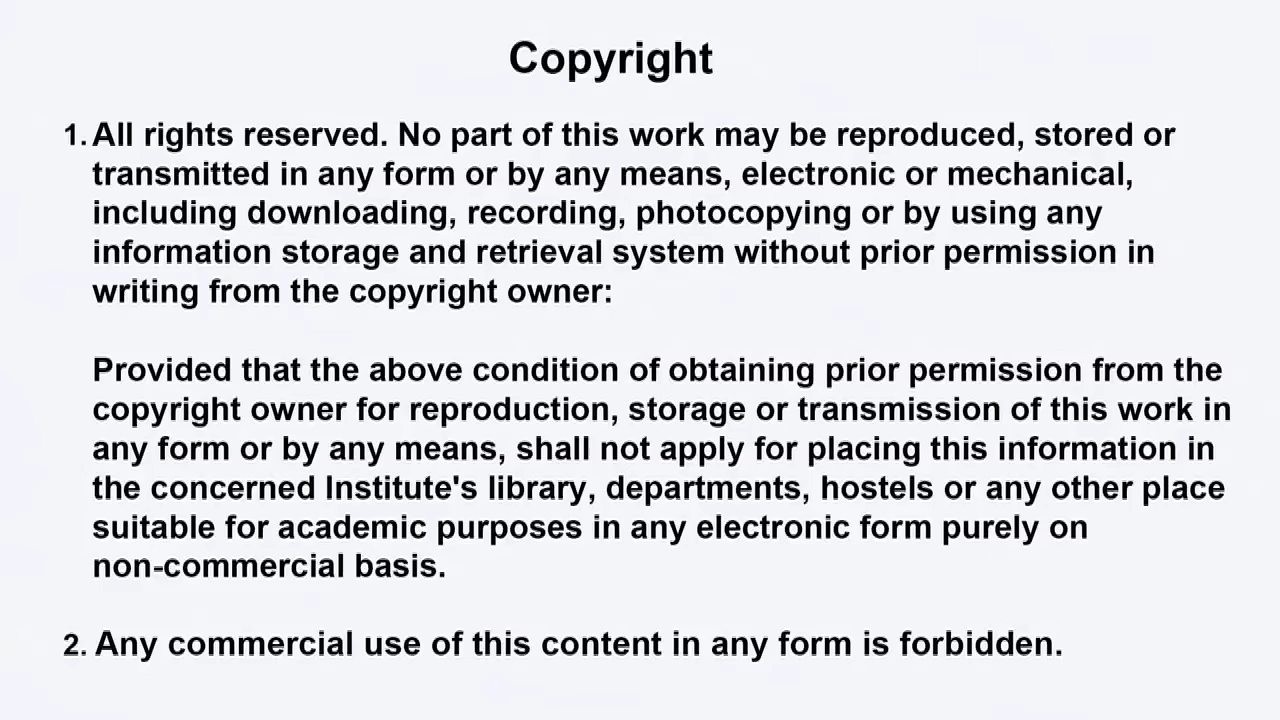 Copyright
1. All rights reserved. No part of this work may be reproduced, stored or
transmitted in any form or by any means, electronic or mechanical,
including downloading, recording, photocopying or by using any
information storage and retrieval system without prior permission in
writing from the copyright owner:
Provided that the above condition of obtaining prior permission from the
copyright owner for reproduction, storage or transmission of this work in
any form or by any means, shall not apply for placing this information in
the concerned Institute's library, departments, hostels or any other place
suitable for academic purposes in any electronic form purely on
non-commercial basis.
2. Any commercial use of this content in any form is forbidden.